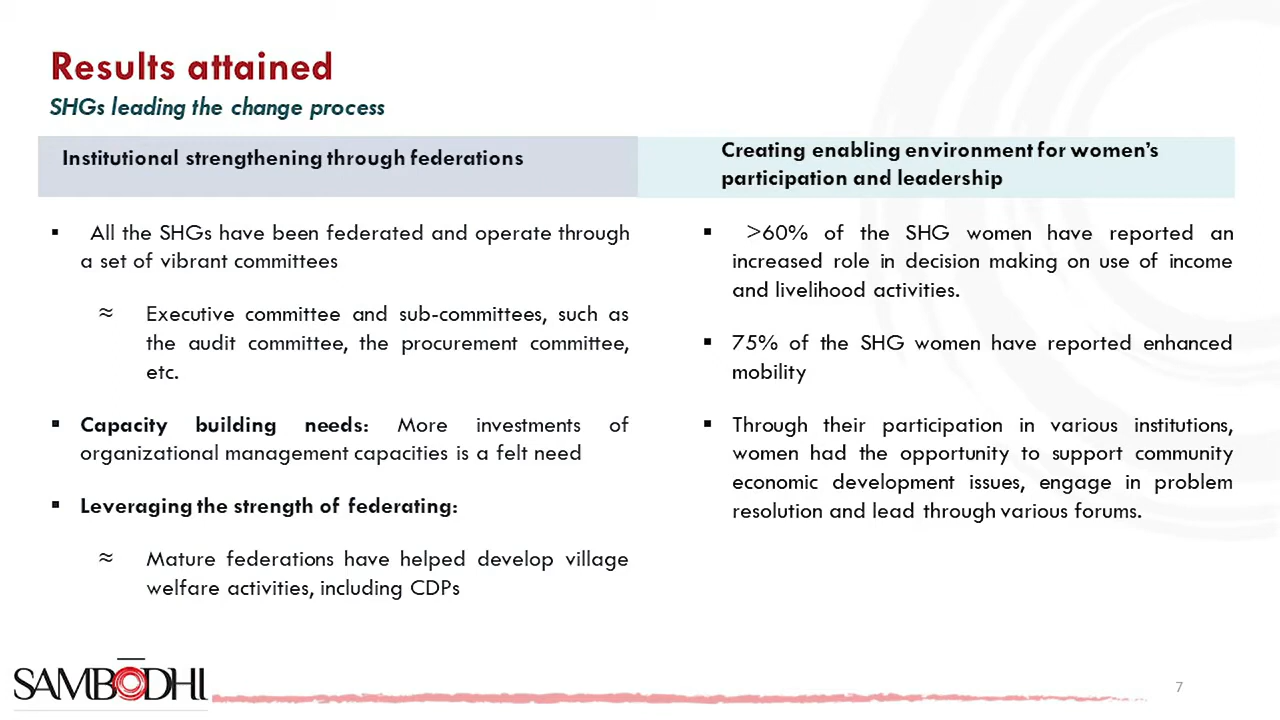 Results attained
SHGs leading the change process
Institutional strengthening through federations
▪ All the SHGs have been federated and operate through
a set of vibrant committees
≈ Executive committee and sub-committees, such as
the audit committee, the procurement committee,
etc.
▪ Capacity building needs: More investments of
organizational management capacities is a felt need
▪ Leveraging the strength of federating:
≈ Mature federations have helped develop village
welfare activities, including CDPs
Creating enabling environment for women's
participation and leadership
▪ >60% of the SHG women have reported an
increased role in decision making on use of income
and livelihood activities.
▪ 75% of the SHG women have reported enhanced
mobility
▪ Through their participation in various institutions,
women had the opportunity to support community
economic development issues, engage in problem
resolution and lead through various forums.
SAMBŌDHI
7